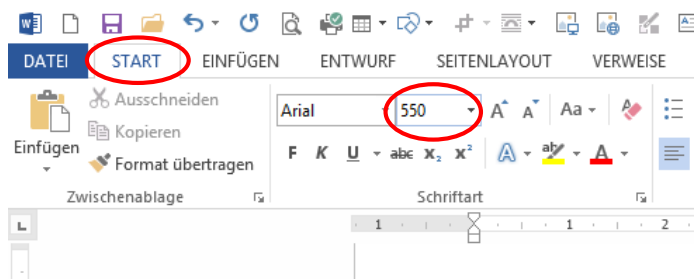 DATEI START EINFÜGEN ENTWURF SEITENLAYOUT VERWEISE
Ausschneiden
Arial 550 Aa
Kopieren
Einfügen
F K U abc x₂ x² A ab A
Format übertragen
Zwischenablage Schriftart
L 1 1 2